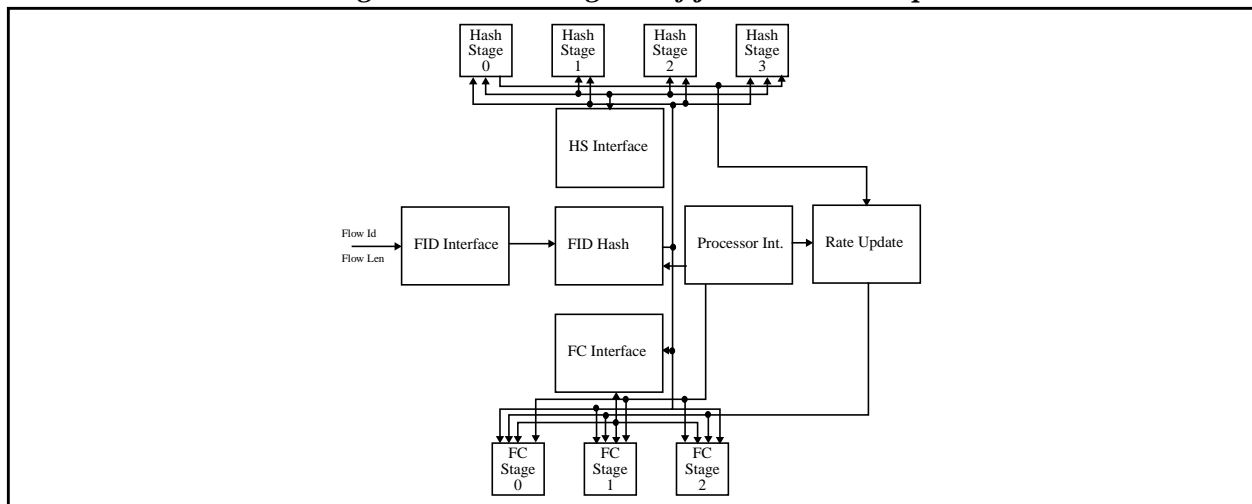 Hash
Stage
0
Hash
Stage
1
Hash
Stage
2
Hash
Stage
3
HS Interface
Flow Id
Flow Len
FID Interface
FID Hash
Processor Int.
Rate Update
FC Interface
FC
Stage
0
FC
Stage
1
FC
Stage
2